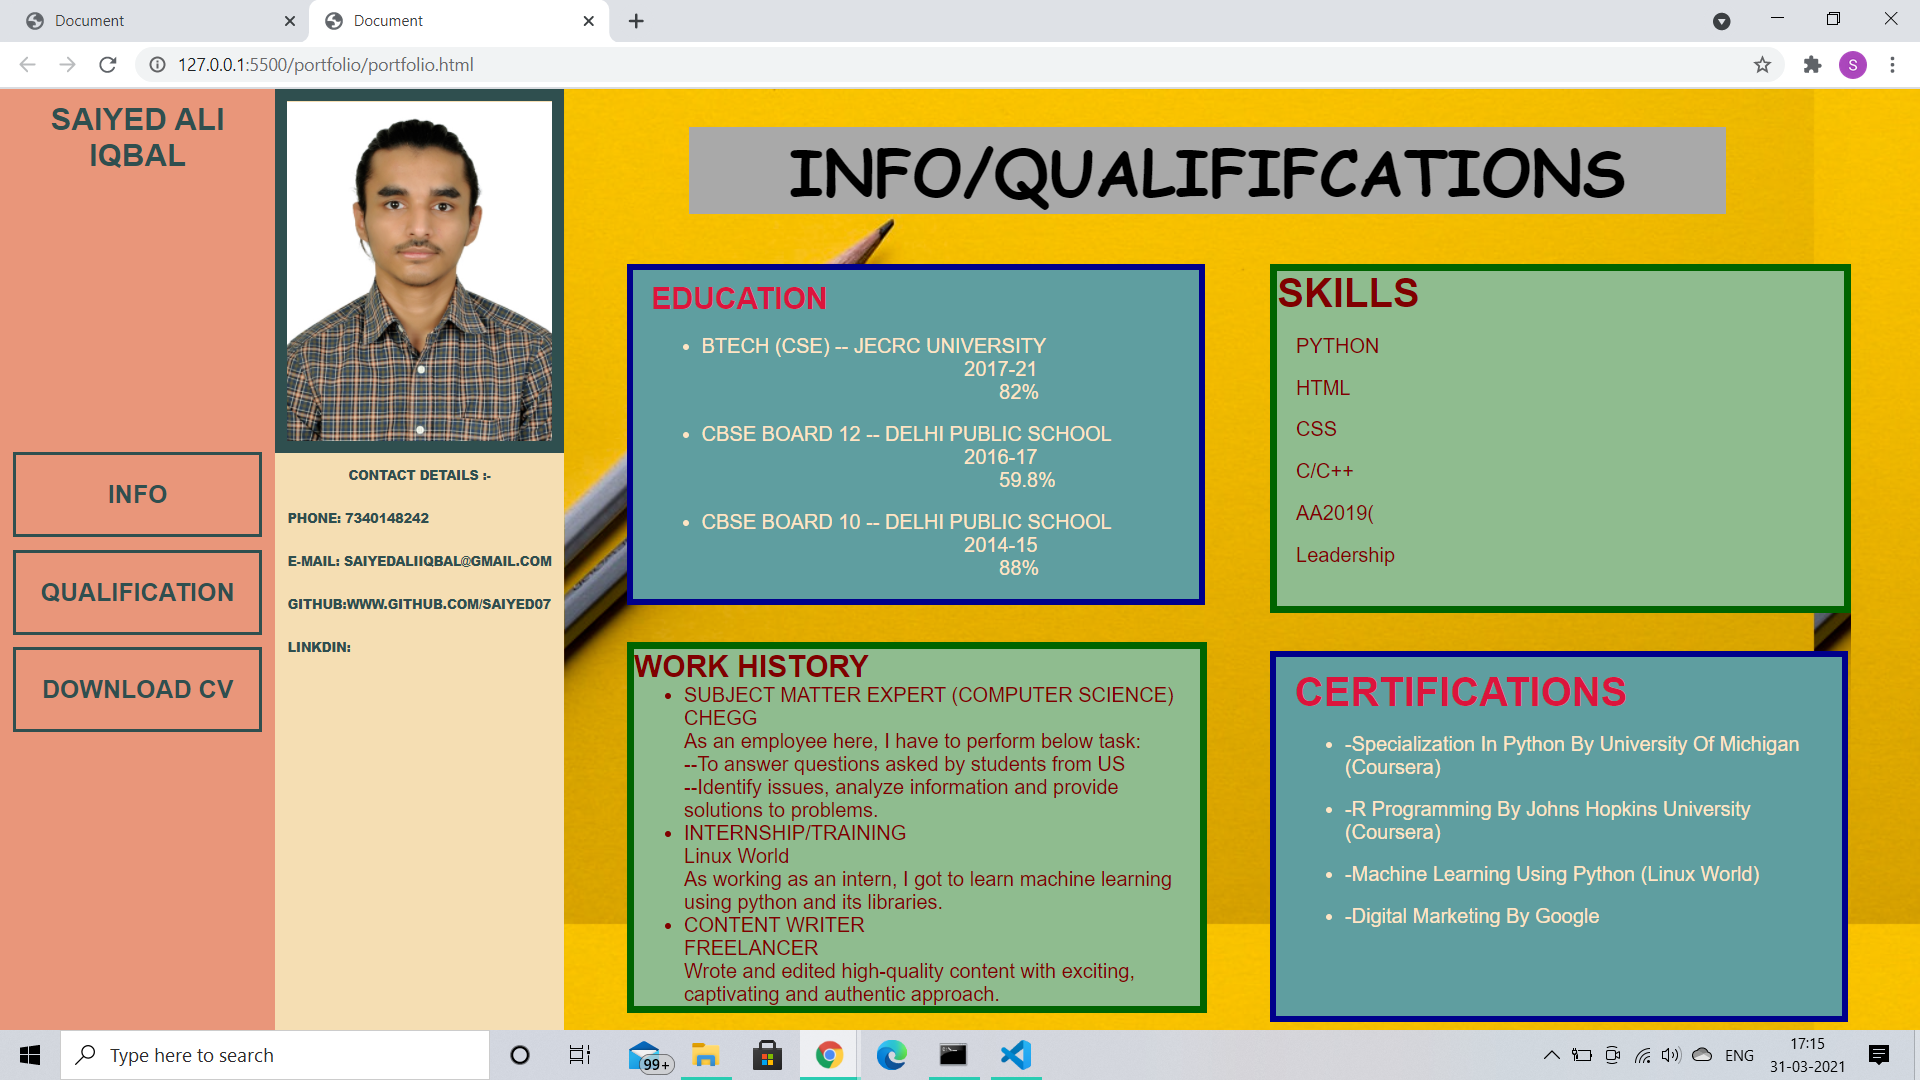 Document
Document
127.0.0.1:5500/portfolio/portfolio.html
S
SAIYED ALI
IQBAL
INFO
QUALIFICATION
DOWNLOAD CV
CONTACT DETAILS :-
PHONE: 7340148242
E-MAIL: SAIYEDALIIQBAL@GMAIL.COM
GITHUB:WWW.GITHUB.COM/SAIYED07
LINKDIN:
INFO/QUALIFIFCATIONS
EDUCATION
BTECH (CSE) -- JECRC UNIVERSITY
2017-21
82%
CBSE BOARD 12 -- DELHI PUBLIC SCHOOL
2016-17
59.8%
CBSE BOARD 10 -- DELHI PUBLIC SCHOOL
2014-15
88%
SKILLS
PYTHON
HTML
CSS
C/C++
AA2019(
Leadership
WORK HISTORY
SUBJECT MATTER EXPERT (COMPUTER SCIENCE)
CHEGG
As an employee here, I have to perform below task:
--To answer questions asked by students from US
--Identify issues, analyze information and provide
solutions to problems.
INTERNSHIP/TRAINING
Linux World
As working as an intern, I got to learn machine learning
using python and its libraries.
CONTENT WRITER
FREELANCER
Wrote and edited high-quality content with exciting,
captivating and authentic approach.
CERTIFICATIONS
-Specialization In Python By University Of Michigan
(Coursera)
-R Programming By Johns Hopkins University
(Coursera)
-Machine Learning Using Python (Linux World)
-Digital Marketing By Google
Type here to search
99+
ENG
17:15
31-03-2021